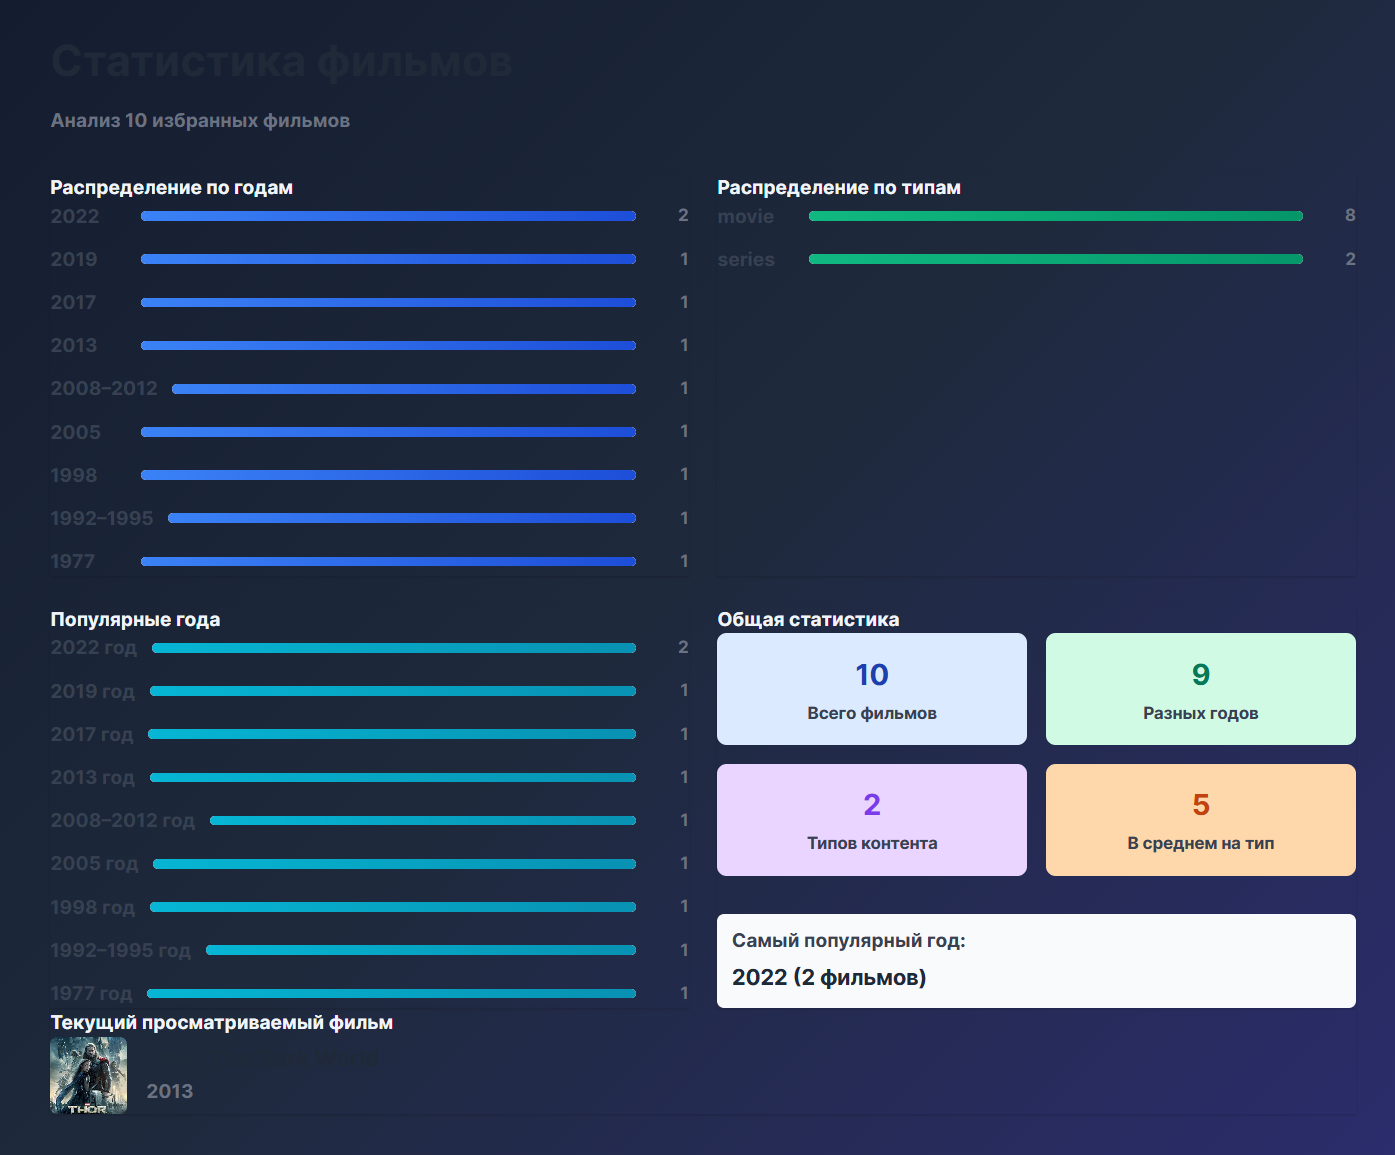 Статистика фильмов
Анализ 10 избранных фильмов
Распределение по годам
2022 2
2019 1
2017 1
2013 1
2008–2012 1
2005 1
1998 1
1992–1995 1
1977 1
Распределение по типам
movie 8
series 2
Популярные года
2022 год 2
2019 год 1
2017 год 1
2013 год 1
2008–2012 год 1
2005 год 1
1998 год 1
1992–1995 год 1
1977 год 1
Общая статистика
10
Всего фильмов
9
Разных годов
2
Типов контента
5
В среднем на тип
Самый популярный год:
2022 (2 фильмов)
Текущий просматриваемый фильм
THOR
2013